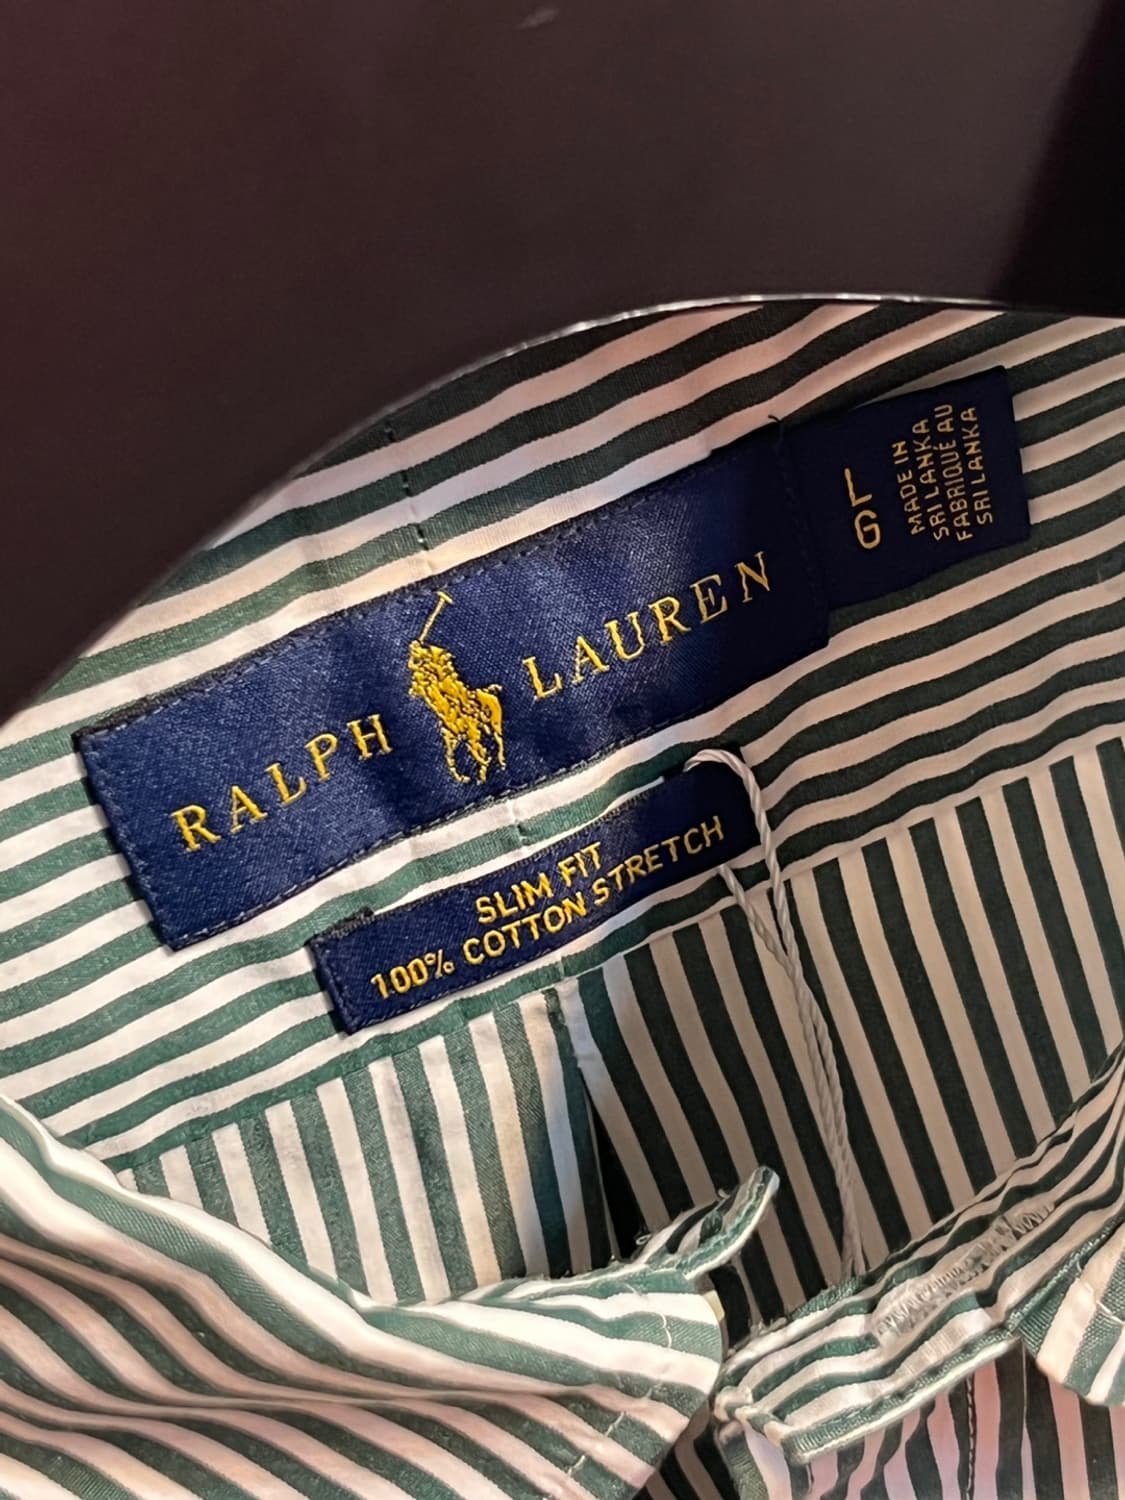 RALPH LAUREN
L
G
MADE IN
SRI LANKA
FABRIQUÉ AU
SRI LANKA
SLIM FIT
100% COTTON STRETCH